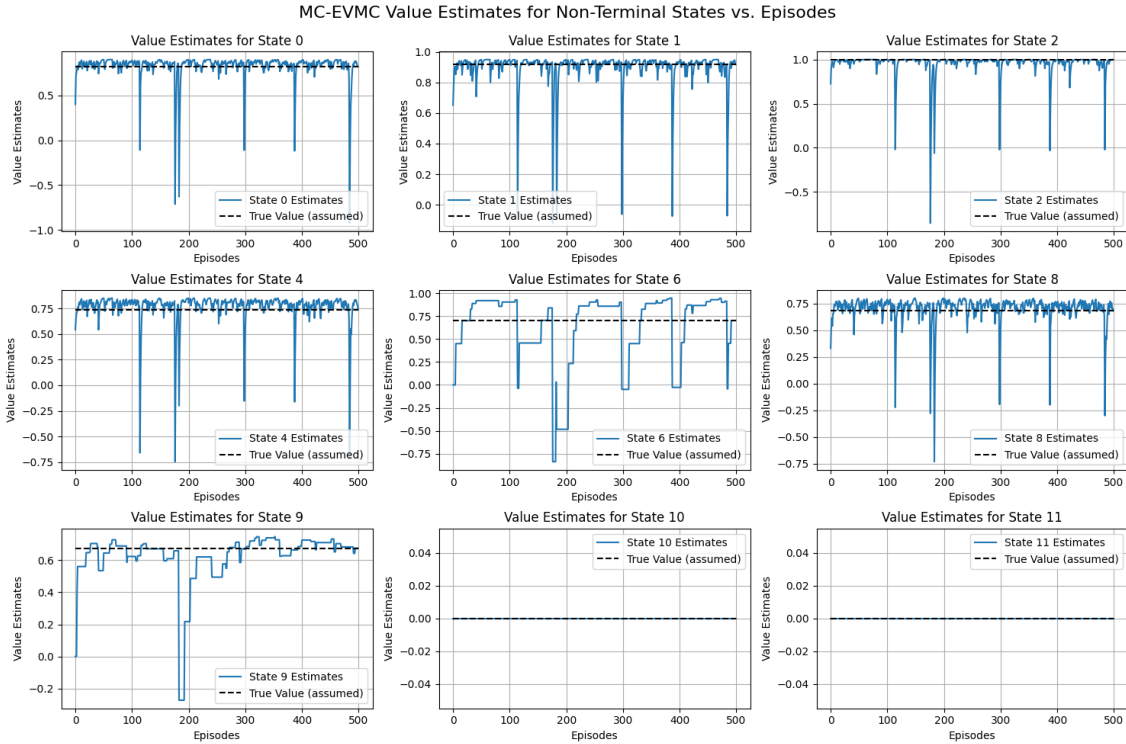 MC-EVMC Value Estimates for Non-Terminal States vs. Episodes
Value Estimates for State 0
Value Estimates
0.5
0.0
−0.5
−1.0
0 100 200 300 400 500
Episodes
State 0 Estimates
True Value (assumed)
Value Estimates for State 1
Value Estimates
1.0
0.8
0.6
0.4
0.2
0.0
0 100 200 300 400 500
Episodes
State 1 Estimates
True Value (assumed)
Value Estimates for State 2
Value Estimates
1.0
0.5
0.0
−0.5
0 100 200 300 400 500
Episodes
State 2 Estimates
True Value (assumed)
Value Estimates for State 4
Value Estimates
0.75
0.50
0.25
0.00
−0.25
−0.50
−0.75
0 100 200 300 400 500
Episodes
State 4 Estimates
True Value (assumed)
Value Estimates for State 6
Value Estimates
1.00
0.75
0.50
0.25
0.00
−0.25
−0.50
−0.75
0 100 200 300 400 500
Episodes
State 6 Estimates
True Value (assumed)
Value Estimates for State 8
Value Estimates
0.75
0.50
0.25
0.00
−0.25
−0.50
−0.75
0 100 200 300 400 500
Episodes
State 8 Estimates
True Value (assumed)
Value Estimates for State 9
Value Estimates
0.6
0.4
0.2
0.0
−0.2
0 100 200 300 400 500
Episodes
State 9 Estimates
True Value (assumed)
Value Estimates for State 10
Value Estimates
0.04
0.02
0.00
−0.02
−0.04
0 100 200 300 400 500
Episodes
State 10 Estimates
True Value (assumed)
Value Estimates for State 11
Value Estimates
0.04
0.02
0.00
−0.02
−0.04
0 100 200 300 400 500
Episodes
State 11 Estimates
True Value (assumed)